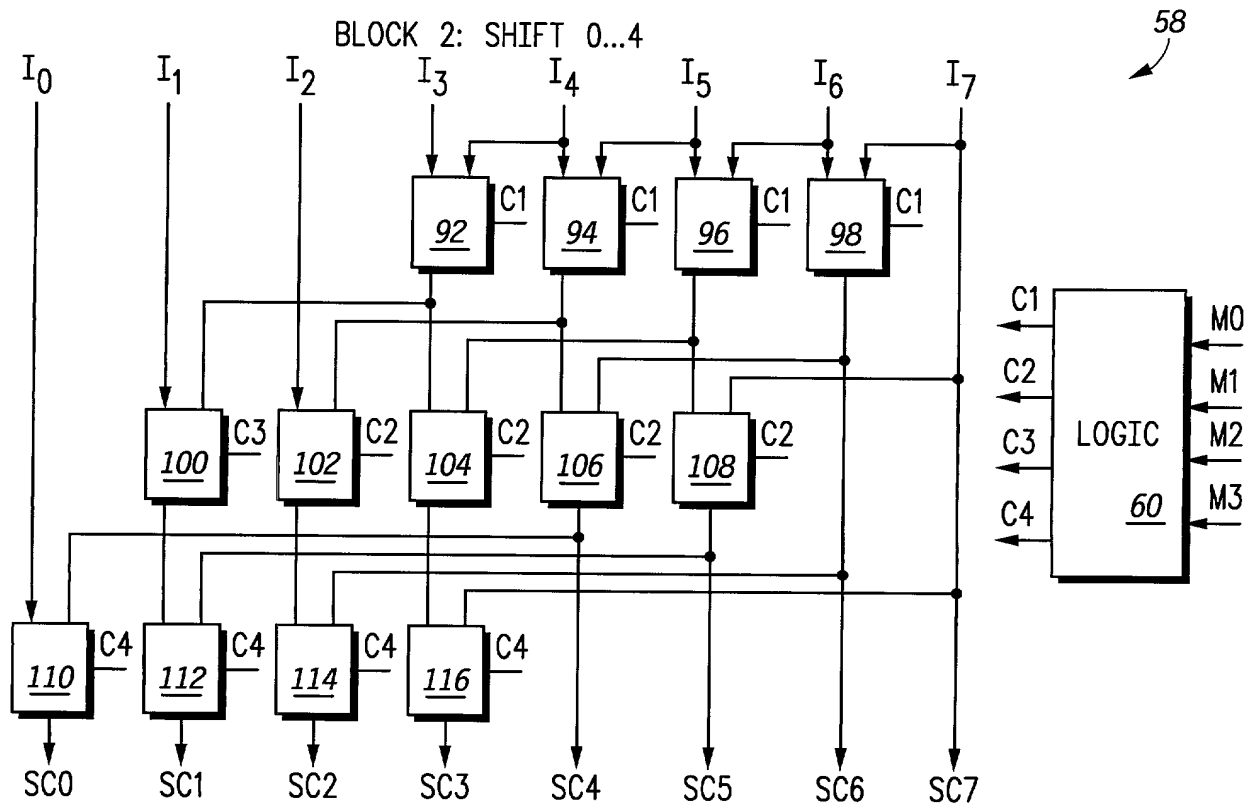 BLOCK 2: SHIFT 0...4
58
I0 I1 I2 I3 I4 I5 I6 I7
92 C1 94 C1 96 C1 98 C1
C1 M0
C2 M1
LOGIC
C3 M2
C4 60 M3
100 C3 102 C2 104 C2 106 C2 108 C2
110 C4 112 C4 114 C4 116 C4
SC0 SC1 SC2 SC3 SC4 SC5 SC6 SC7